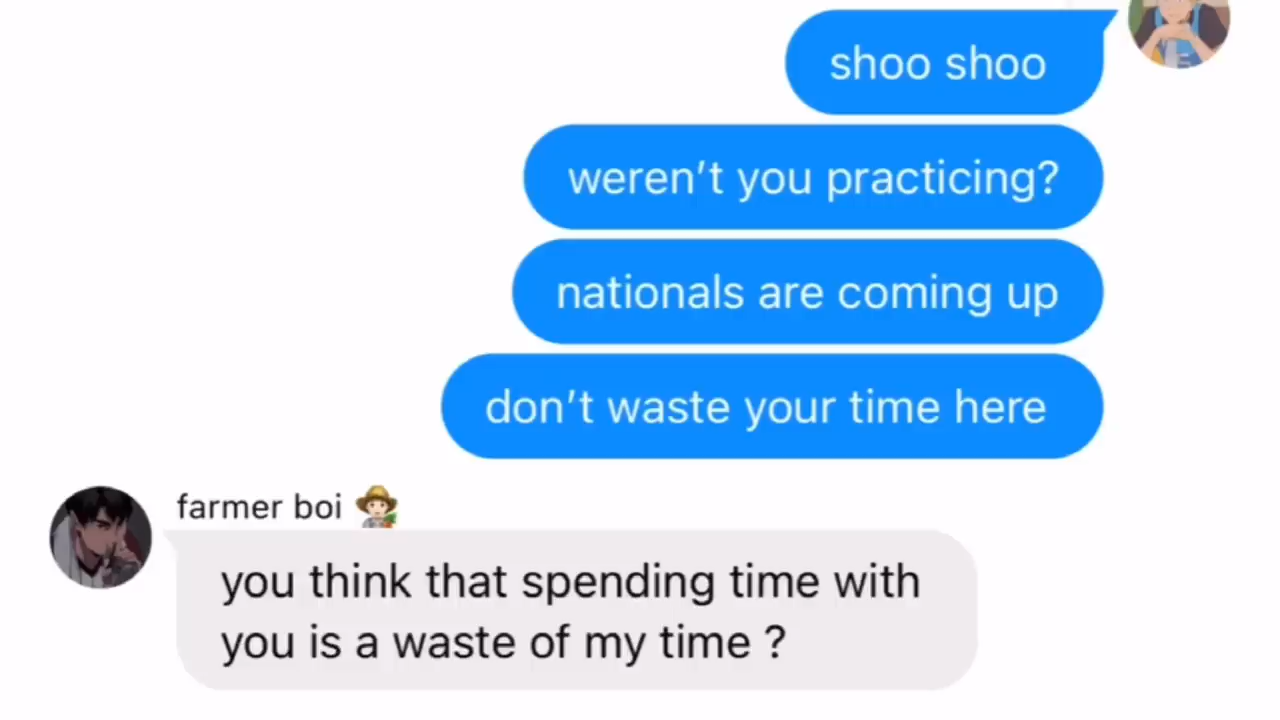 shoo shoo
weren't you practicing?
nationals are coming up
don't waste your time here
farmer boi 🧑🏻‍🌾
you think that spending time with
you is a waste of my time ?